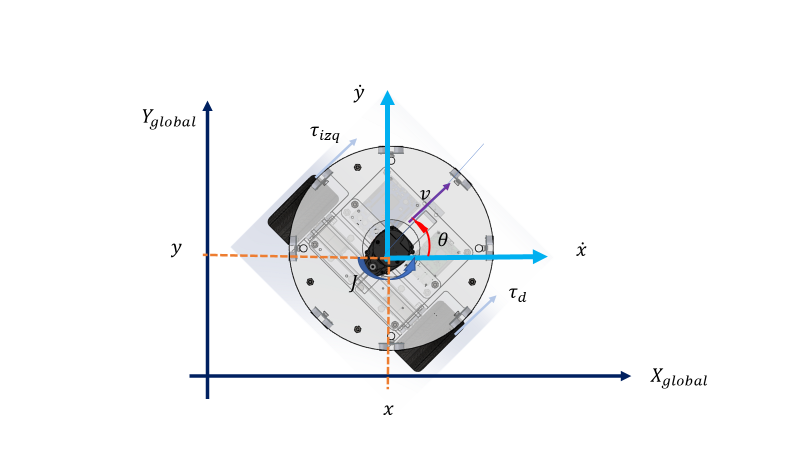 ẏ
Y_global
τ_izq
v
y
θ
ẋ
J
τ_d
X_global
x